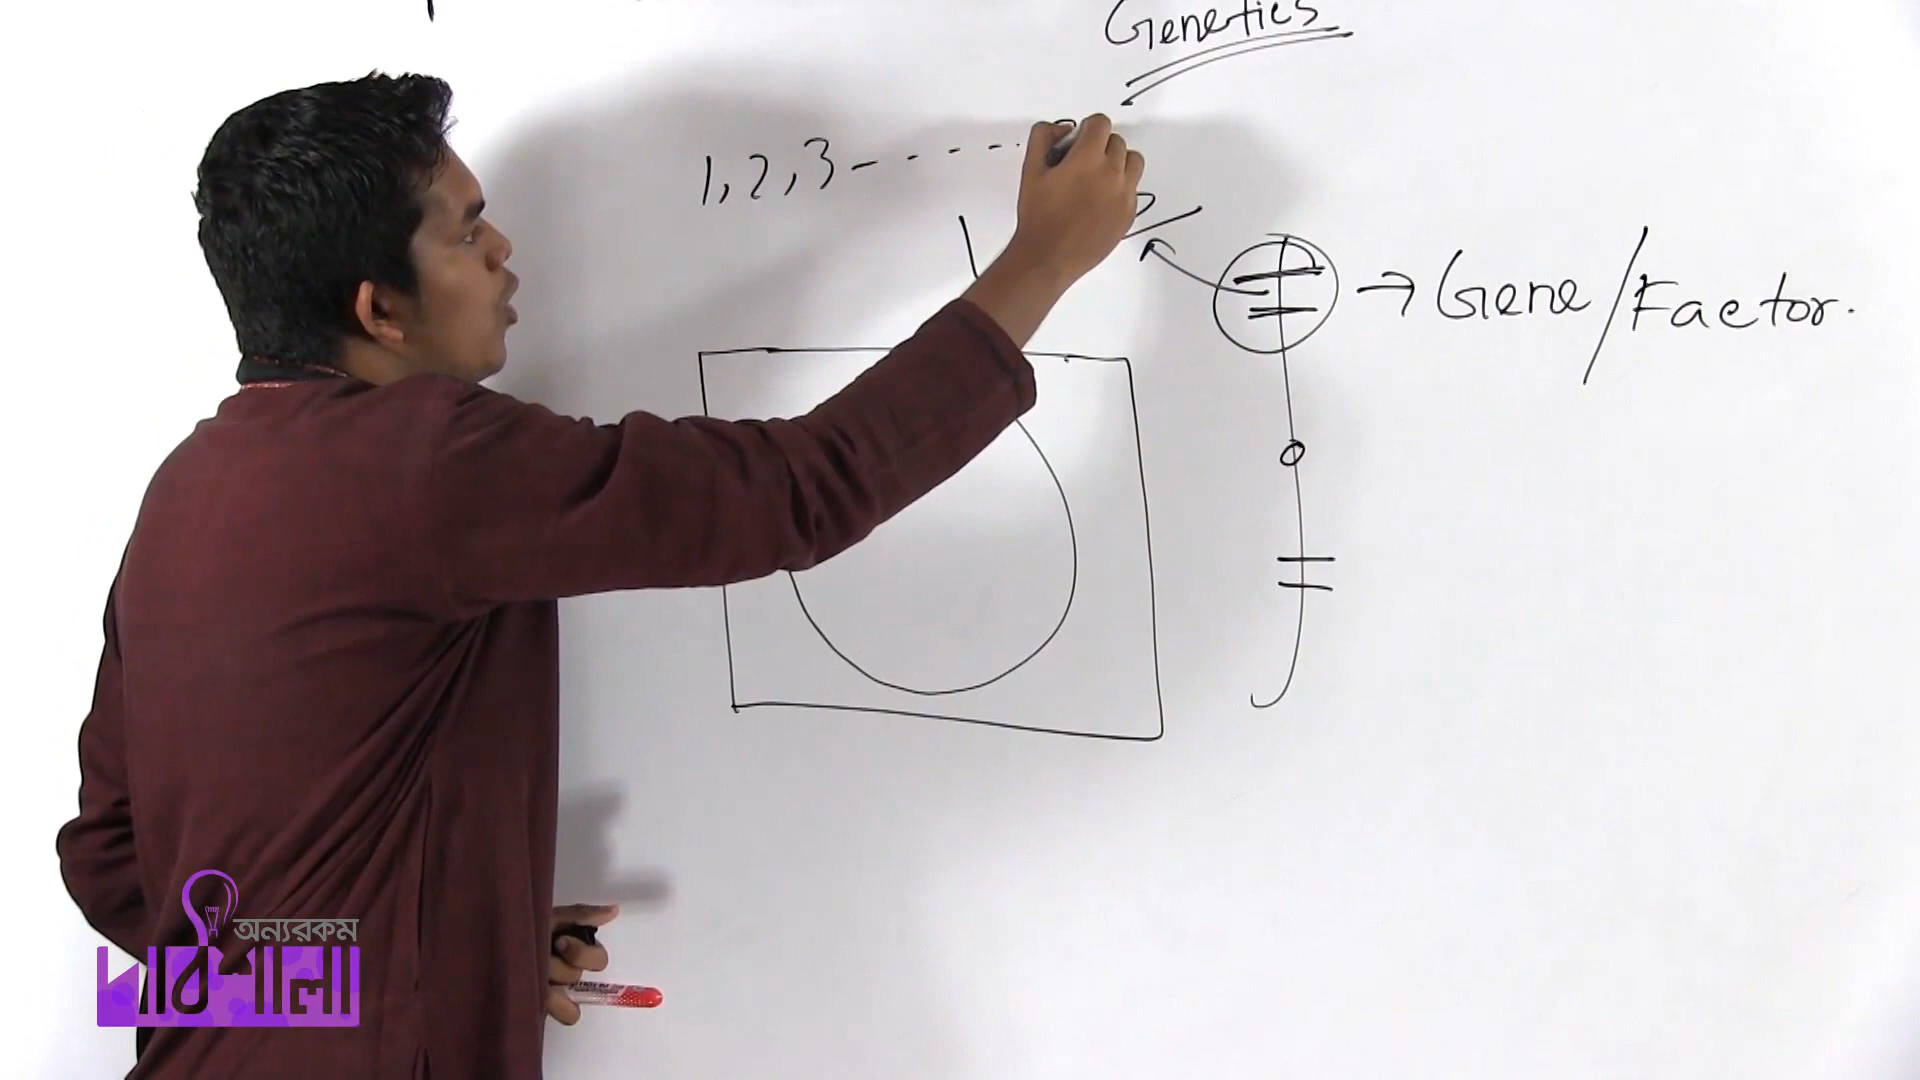 Genetics
1, 2, 3 - - - - -
→ Gene/Factor.
অন্যরকম
পাঠশালা